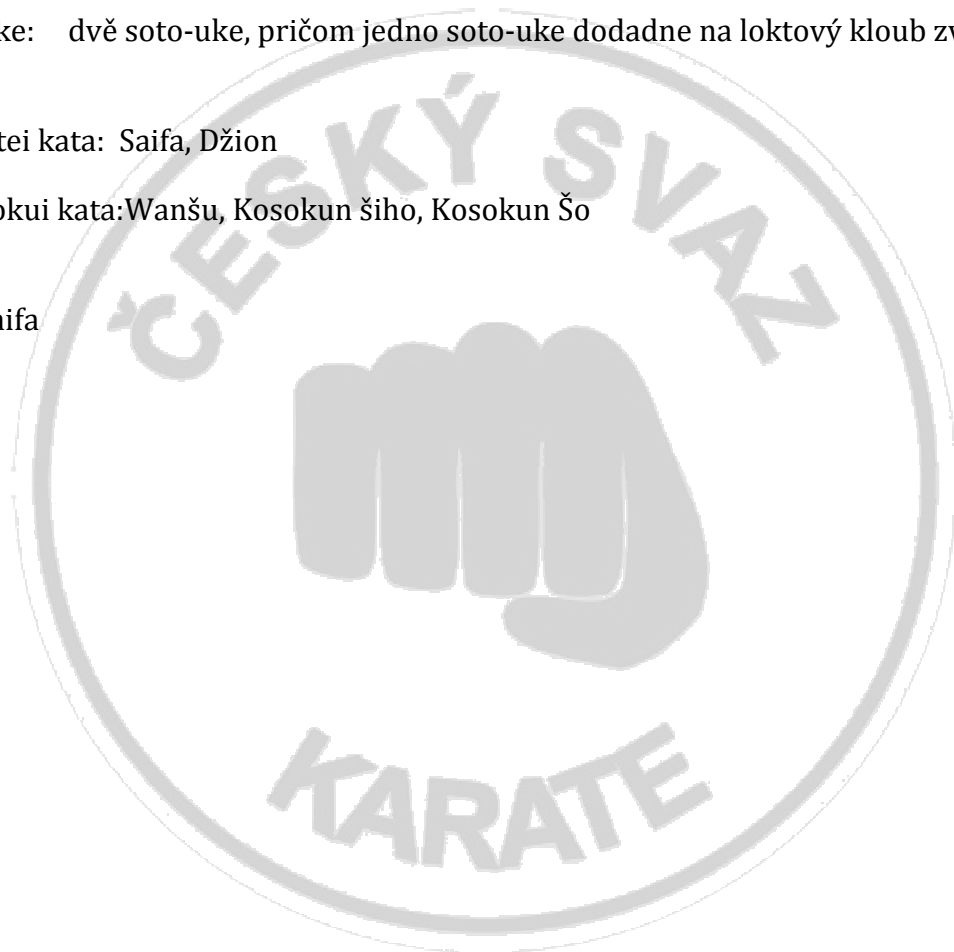 ke: dvě soto-uke, pričom jedno soto-uke dodadne na loktový kloub zv
tei kata: Saifa, Džion
okui kata:Wanšu, Kosokun šiho, Kosokun Šo
nifa
ČESKÝ SVAZ
KARATE